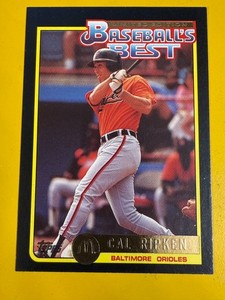 BASEBALL'S
BEST
Topps
CAL RIPKEN
BALTIMORE ORIOLES